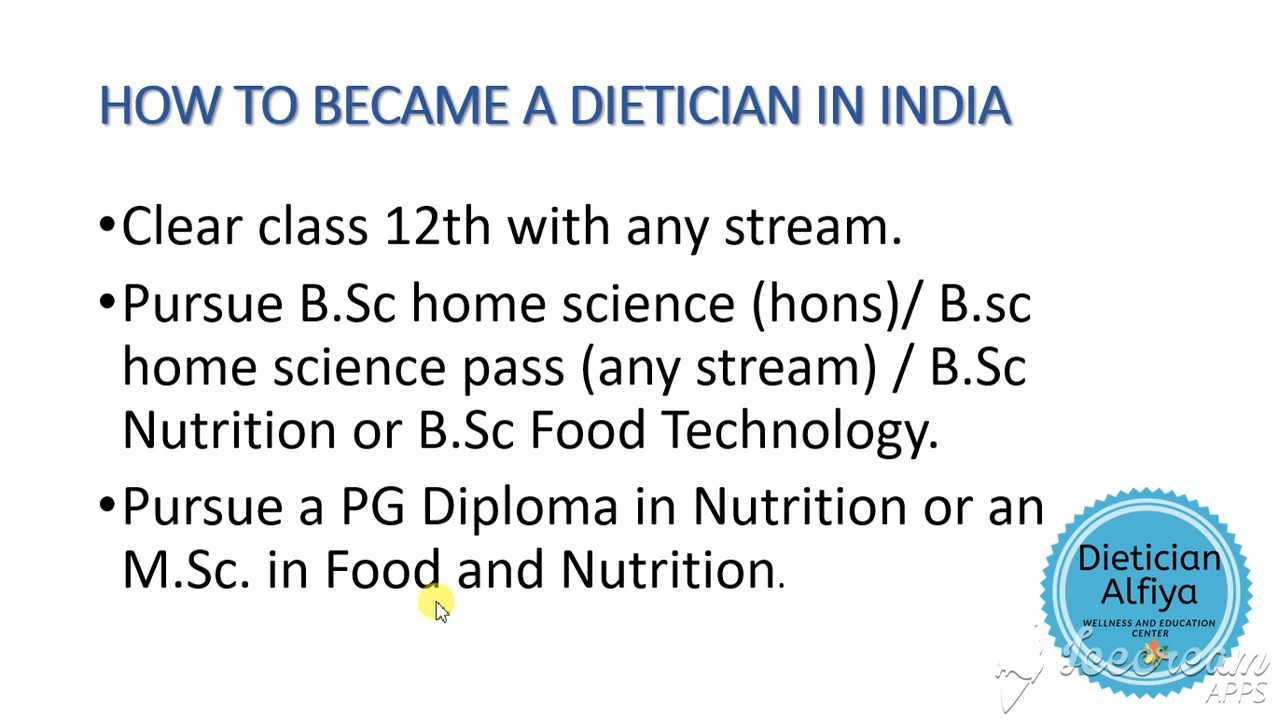 HOW TO BECAME A DIETICIAN IN INDIA
•Clear class 12th with any stream.
•Pursue B.Sc home science (hons)/ B.sc
home science pass (any stream) / B.Sc
Nutrition or B.Sc Food Technology.
•Pursue a PG Diploma in Nutrition or an
M.Sc. in Food and Nutrition.
Dietician
Alfiya
WELLNESS AND EDUCATION
CENTER
Icecream
APPS